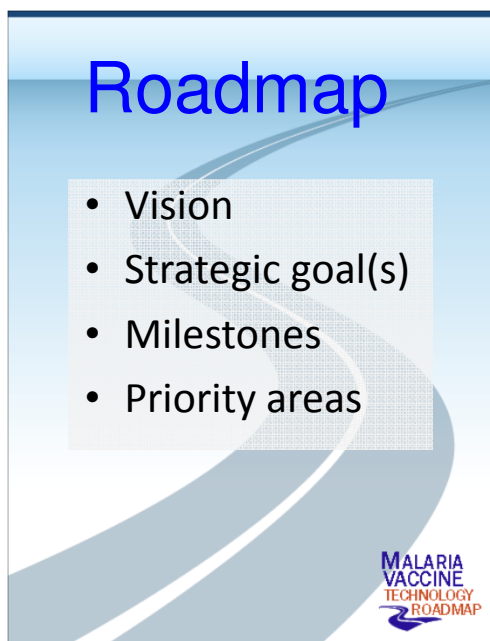 Roadmap
• Vision
• Strategic goal(s)
• Milestones
• Priority areas
MALARIA
VACCINE
TECHNOLOGY
ROADMAP